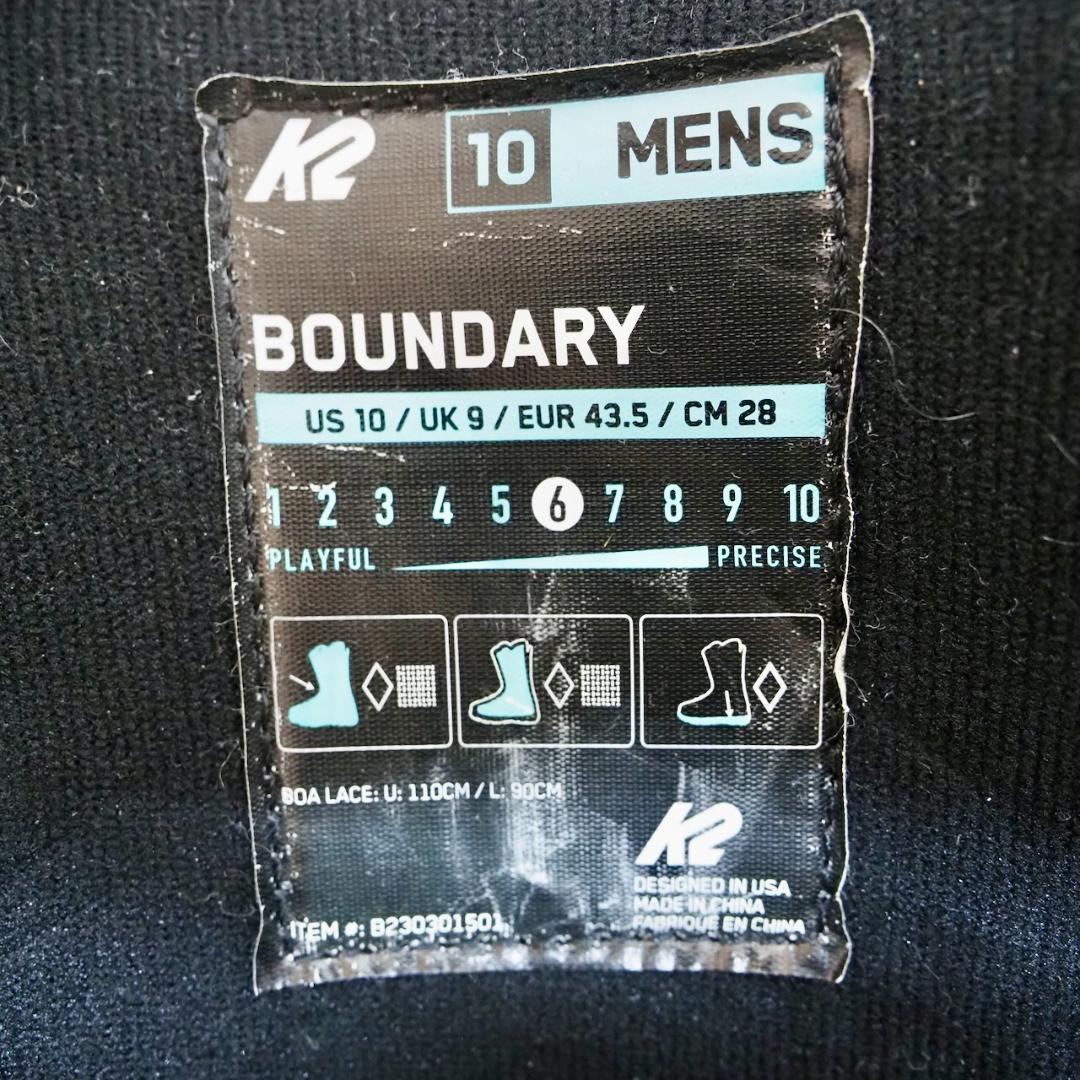 K2 10 MENS
BOUNDARY
US 10 / UK 9 / EUR 43.5 / CM 28
1 2 3 4 5 6 7 8 9 10
PLAYFUL PRECISE
BOA LACE: U: 110CM / L: 90CM
K2
DESIGNED IN USA
MADE IN CHINA
FABRIQUÉ EN CHINA
ITEM #: B230301501